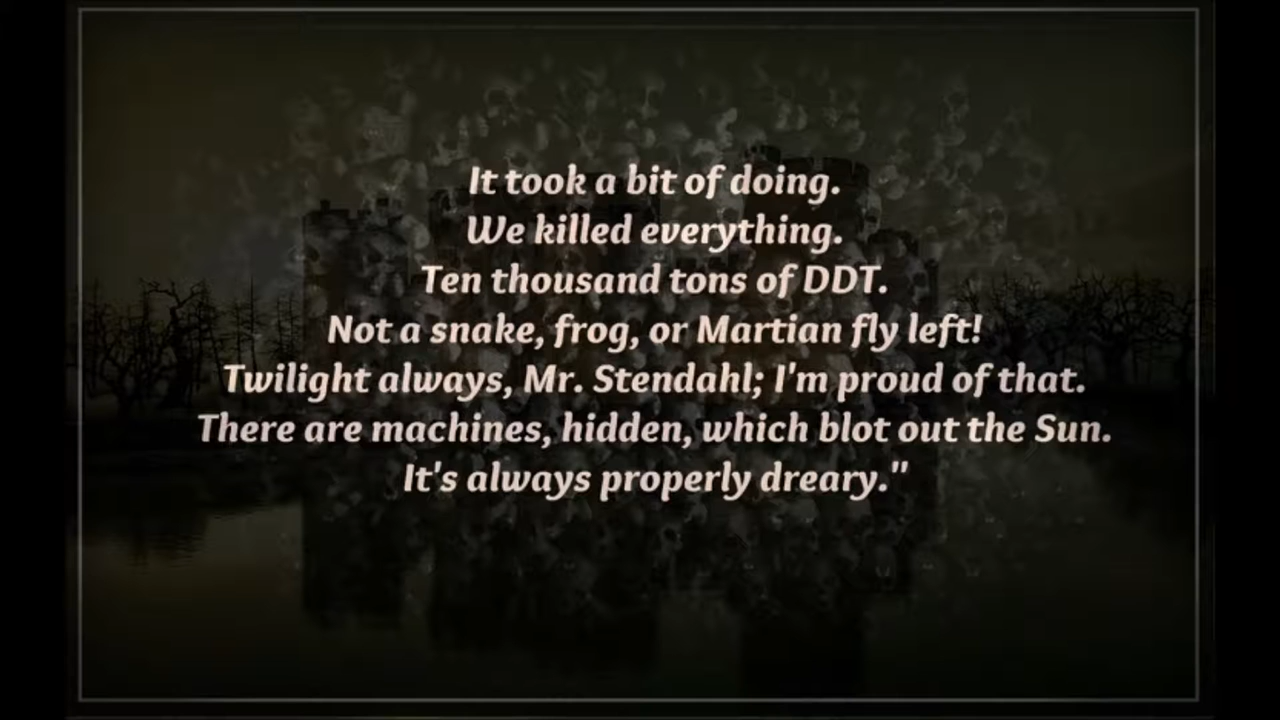 It took a bit of doing.
We killed everything.
Ten thousand tons of DDT.
Not a snake, frog, or Martian fly left!
Twilight always, Mr. Stendahl; I'm proud of that.
There are machines, hidden, which blot out the Sun.
It's always properly dreary."